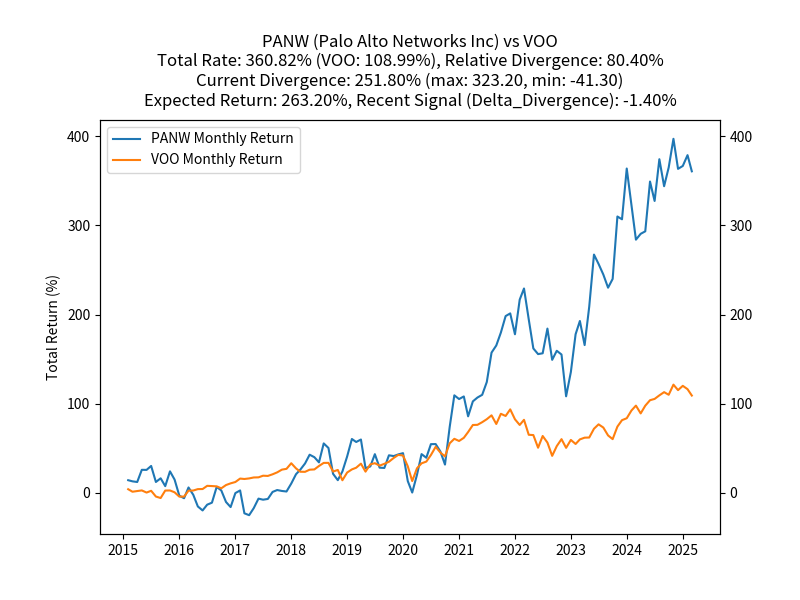 PANW (Palo Alto Networks Inc) vs VOO
Total Rate: 360.82% (VOO: 108.99%), Relative Divergence: 80.40%
Current Divergence: 251.80% (max: 323.20, min: -41.30)
Expected Return: 263.20%, Recent Signal (Delta_Divergence): -1.40%
PANW Monthly Return
VOO Monthly Return
Total Return (%)
400
300
200
100
0
400
300
200
100
0
2015 2016 2017 2018 2019 2020 2021 2022 2023 2024 2025